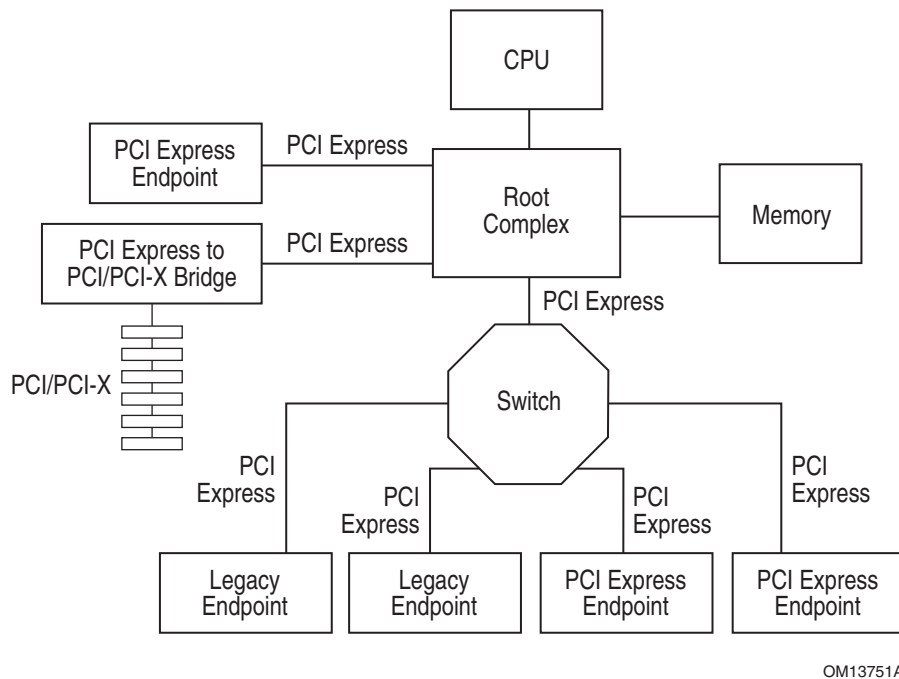 CPU
PCI Express
Endpoint
PCI Express
Root
Complex
Memory
PCI Express to
PCI/PCI-X Bridge
PCI Express
PCI Express
PCI/PCI-X
Switch
PCI
Express
PCI
Express
PCI
Express
PCI
Express
Legacy
Endpoint
Legacy
Endpoint
PCI Express
Endpoint
PCI Express
Endpoint
OM13751A